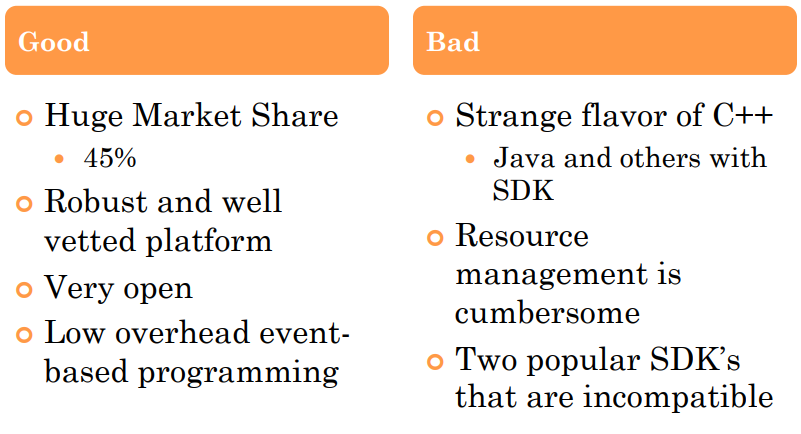 Good
Huge Market Share
45%
Robust and well
vetted platform
Very open
Low overhead event-
based programming
Bad
Strange flavor of C++
Java and others with
SDK
Resource
management is
cumbersome
Two popular SDK’s
that are incompatible